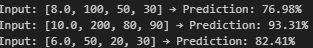 Input: [8.0, 100, 50, 30] → Prediction: 76.98%
Input: [10.0, 200, 80, 90] → Prediction: 93.31%
Input: [6.0, 50, 20, 30] → Prediction: 82.41%